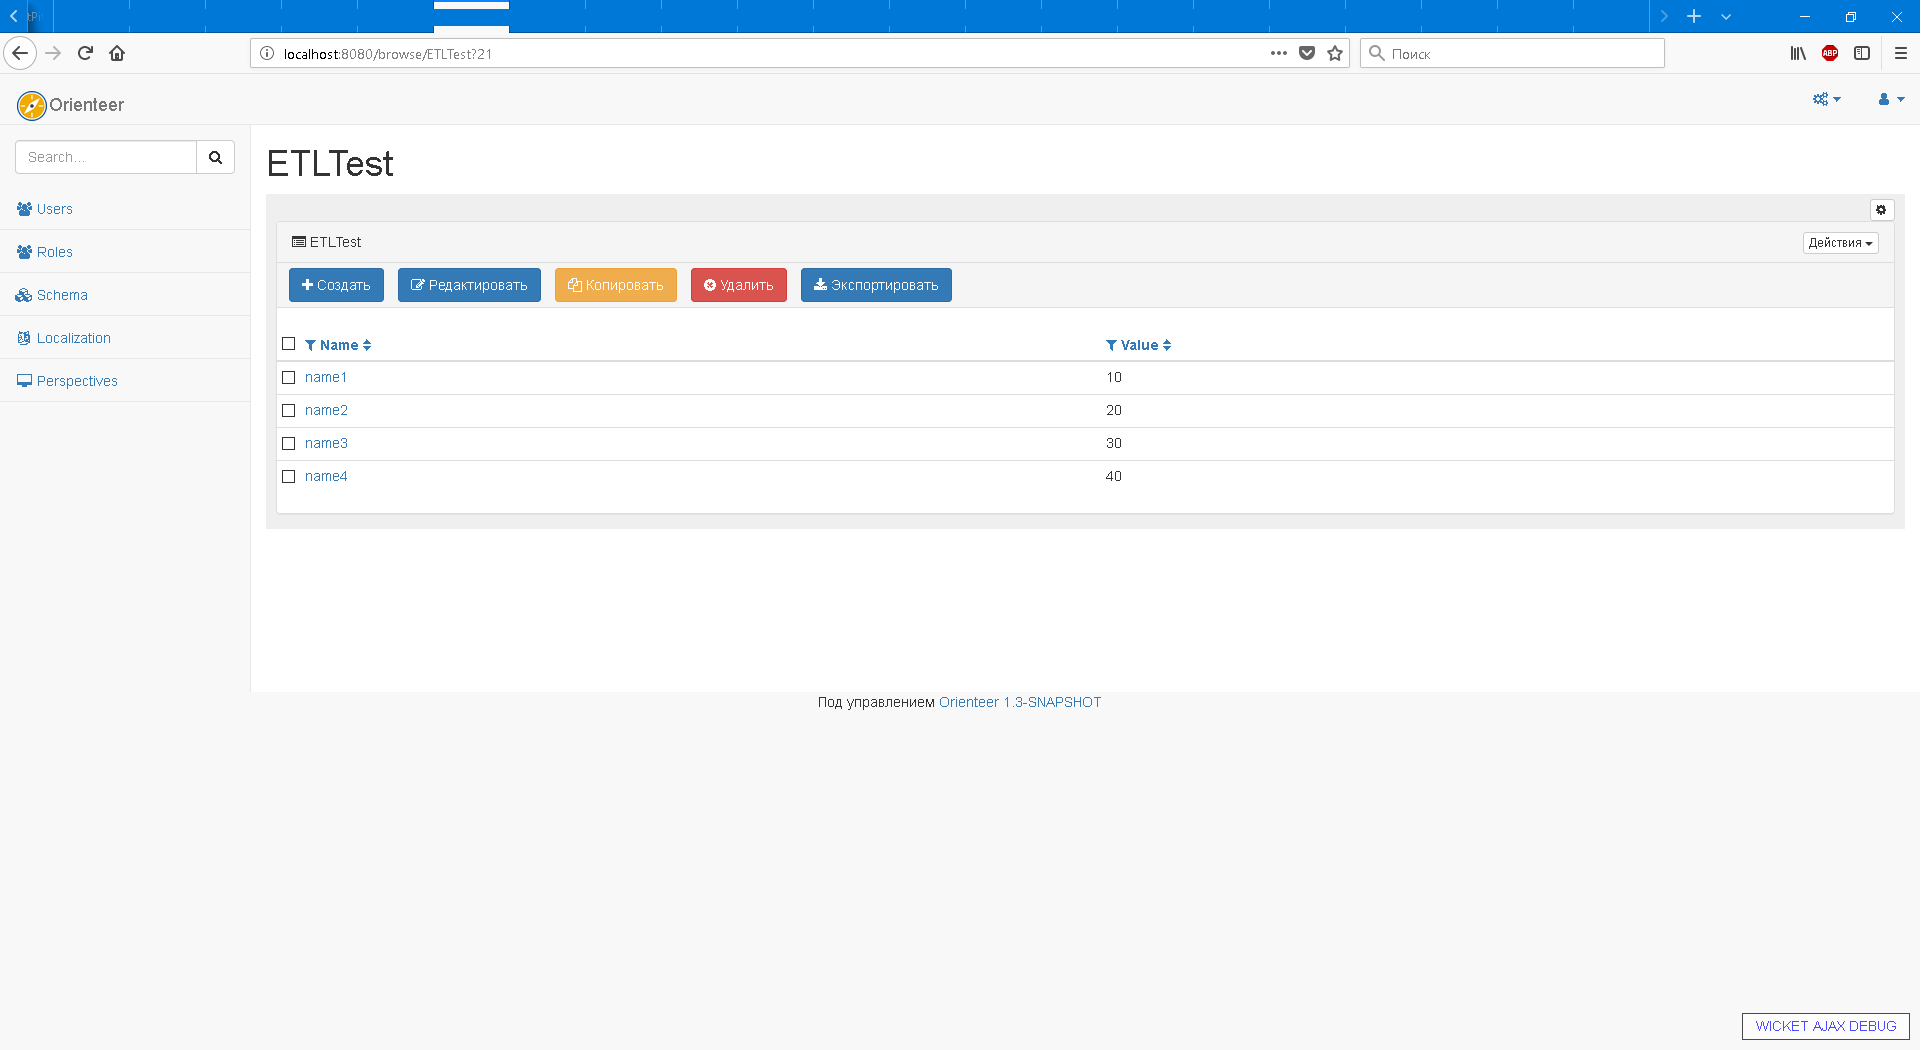 localhost:8080/browse/ETLTest?21
Поиск
ABP
Orienteer
Search...
Users
Roles
Schema
Localization
Perspectives
ETLTest
ETLTest
Действия
Создать
Редактировать
Копировать
Удалить
Экспортировать
Name Value
name1 10
name2 20
name3 30
name4 40
Под управлением Orienteer 1.3-SNAPSHOT
WICKET AJAX DEBUG